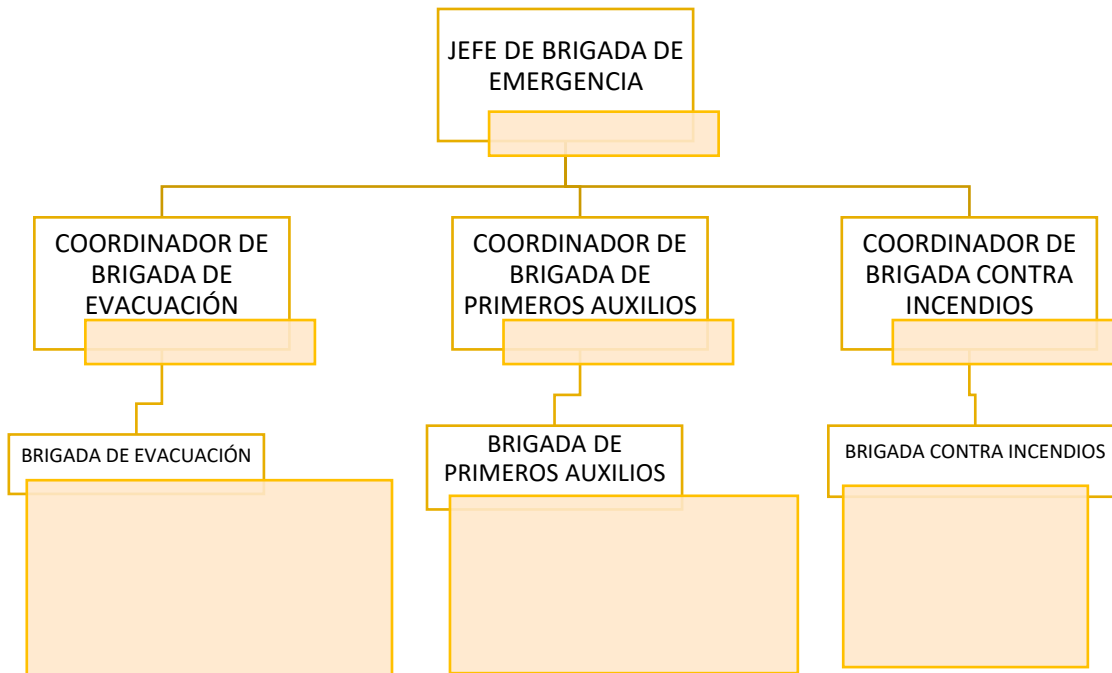 JEFE DE BRIGADA DE
EMERGENCIA
COORDINADOR DE
BRIGADA DE
EVACUACIÓN
COORDINADOR DE
BRIGADA DE
PRIMEROS AUXILIOS
COORDINADOR DE
BRIGADA CONTRA
INCENDIOS
BRIGADA DE EVACUACIÓN
BRIGADA DE
PRIMEROS AUXILIOS
BRIGADA CONTRA INCENDIOS